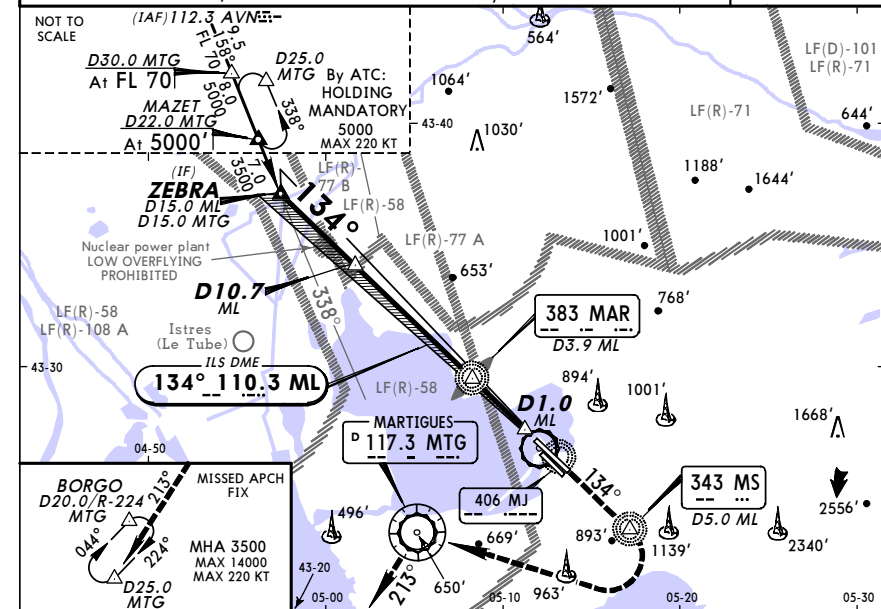 NOT TO
SCALE
(IAF) 112.3 AVN
9.5
158°
FL 70
D30.0 MTG
At FL 70
8.0
5000
D25.0
MTG
338°
By ATC:
HOLDING
MANDATORY
5000
MAX 220 KT
MAZET
D22.0 MTG
At 5000'
7.0
3500
(IF)
ZEBRA
D15.0 ML
D15.0 MTG
134°
564'
1064'
1572'
43-40
1030'
LF(D)-101
LF(R)-71
LF(R)-71
644'
1188'
1644'
LF(R)-
77 B
LF(R)-58
LF(R)-77 A
1001'
Nuclear power plant
LOW OVERFLYING
PROHIBITED
653'
D10.7
ML
338°
768'
LF(R)-58
LF(R)-108 A
Istres
(Le Tube)
383 MAR
D3.9 ML
43-30
ILS DME
134° 110.3 ML
LF(R)-58
894'
1001'
D1.0
ML
1668'
MARTIGUES
D 117.3 MTG
04-50
134°
406 MJ
343 MS
D5.0 ML
BORGO
D20.0/R-224
MTG
213°
MISSED APCH
FIX
044°
224°
MHA 3500
MAX 14000
MAX 220 KT
D25.0
MTG
496'
669'
893'
1139'
2340'
2556'
43-20
650'
963'
213°
05-00
05-10
05-20
05-30